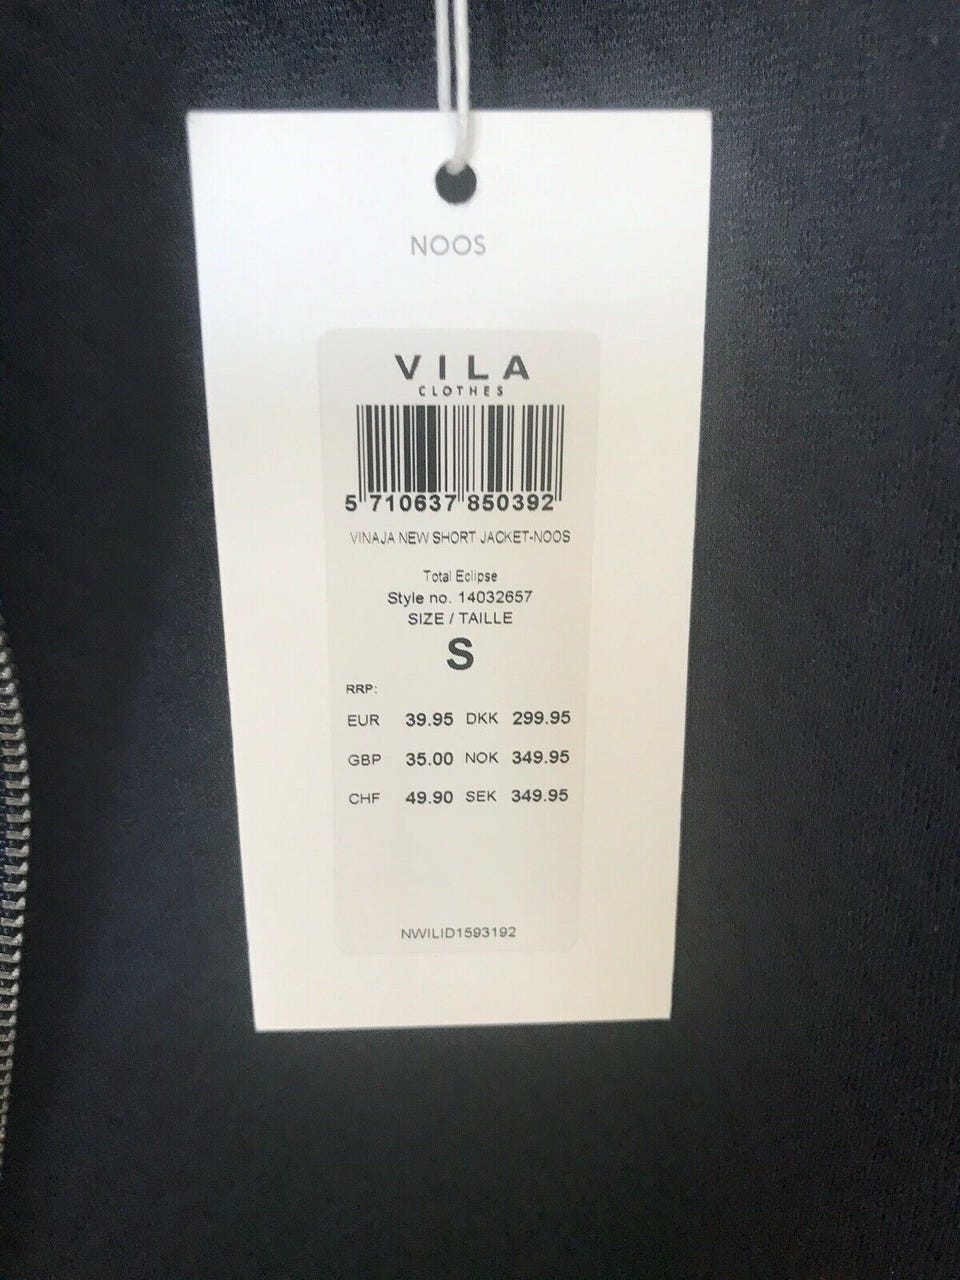 NOOS
VILA
CLOTHES
5 710637 850392
VINAJA NEW SHORT JACKET-NOOS
Total Eclipse
Style no. 14032657
SIZE / TAILLE
S
RRP:
EUR 39.95 DKK 299.95
GBP 35.00 NOK 349.95
CHF 49.90 SEK 349.95
NWILID1593192